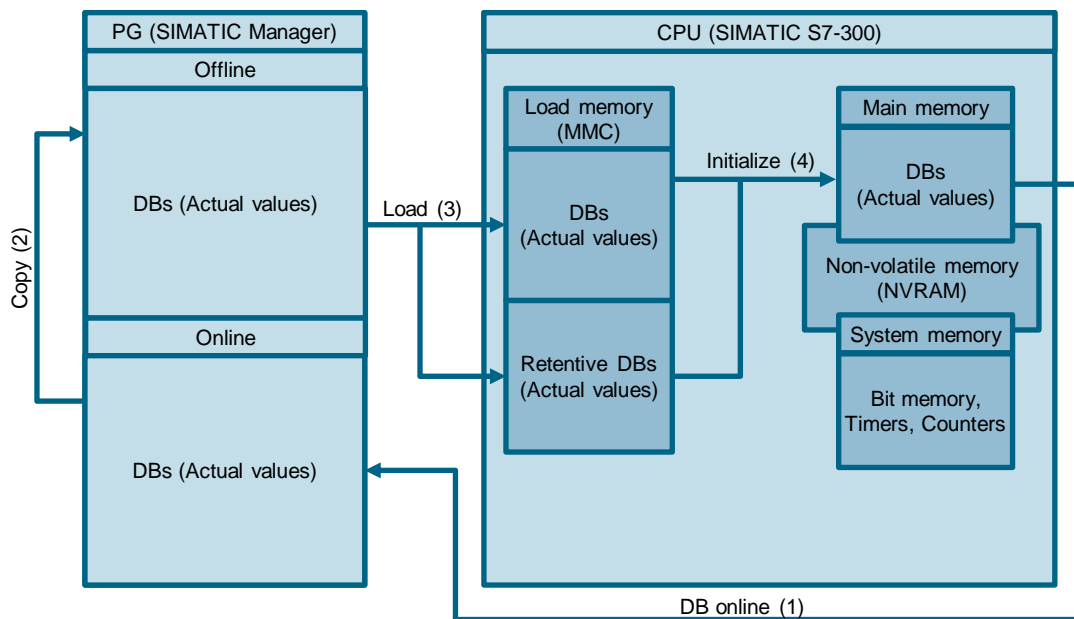 PG (SIMATIC Manager)
Offline
DBs (Actual values)
Copy (2)
Online
DBs (Actual values)
Load (3)
CPU (SIMATIC S7-300)
Load memory
(MMC)
DBs
(Actual values)
Retentive DBs
(Actual values)
Initialize (4)
Main memory
DBs
(Actual values)
Non-volatile memory
(NVRAM)
System memory
Bit memory,
Timers, Counters
DB online (1)